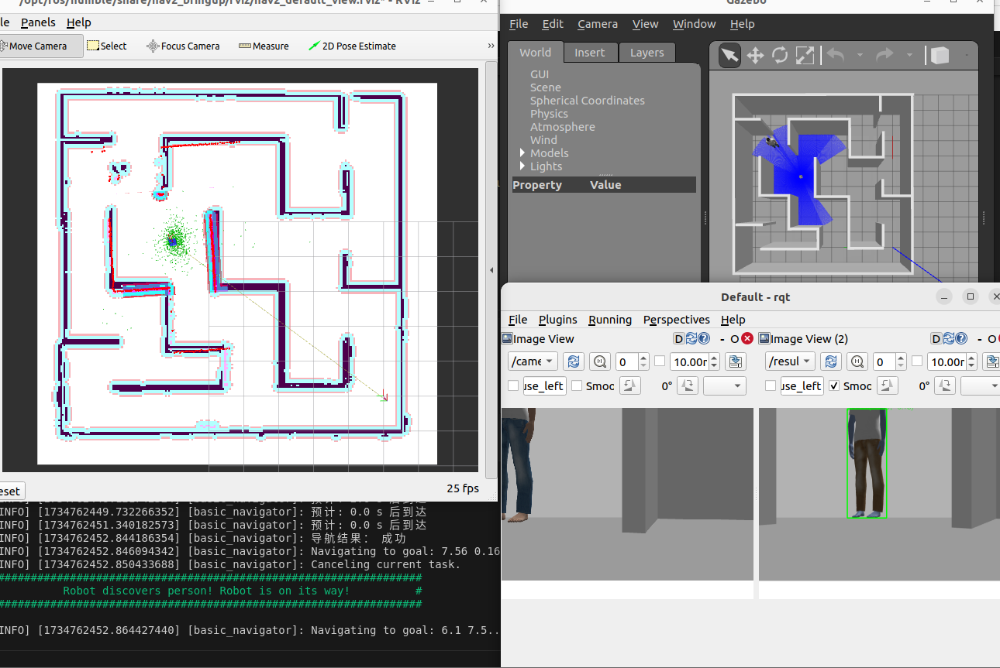 /opt/ros/humble/share/nav2_bringup/rviz/nav2_default_view.rviz* - RViz
le Panels Help
Move Camera Select Focus Camera Measure 2D Pose Estimate »
eset
25 fps
INFO] [1734762449.732266352] [basic_navigator]: 预计: 0.0 s 后到达
INFO] [1734762451.340182573] [basic_navigator]: 预计: 0.0 s 后到达
INFO] [1734762452.844186354] [basic_navigator]: 导航结果: 成功
INFO] [1734762452.846094342] [basic_navigator]: Navigating to goal: 7.56 0.16
INFO] [1734762452.850433688] [basic_navigator]: Canceling current task.
Robot discovers person! Robot is on its way! #
INFO] [1734762452.864427440] [basic_navigator]: Navigating to goal: 6.1 7.5..
Gazebo
File Edit Camera View Window Help
World Insert Layers
GUI
Scene
Spherical Coordinates
Physics
Atmosphere
Wind
Models
Lights
Property Value
Default - rqt
File Plugins Running Perspectives Help
Image View D - O
/came 0 10.00r
use_left Smoo 0°
Image View (2) D - O
/resul 0 10.00r
use_left Smoo 0°